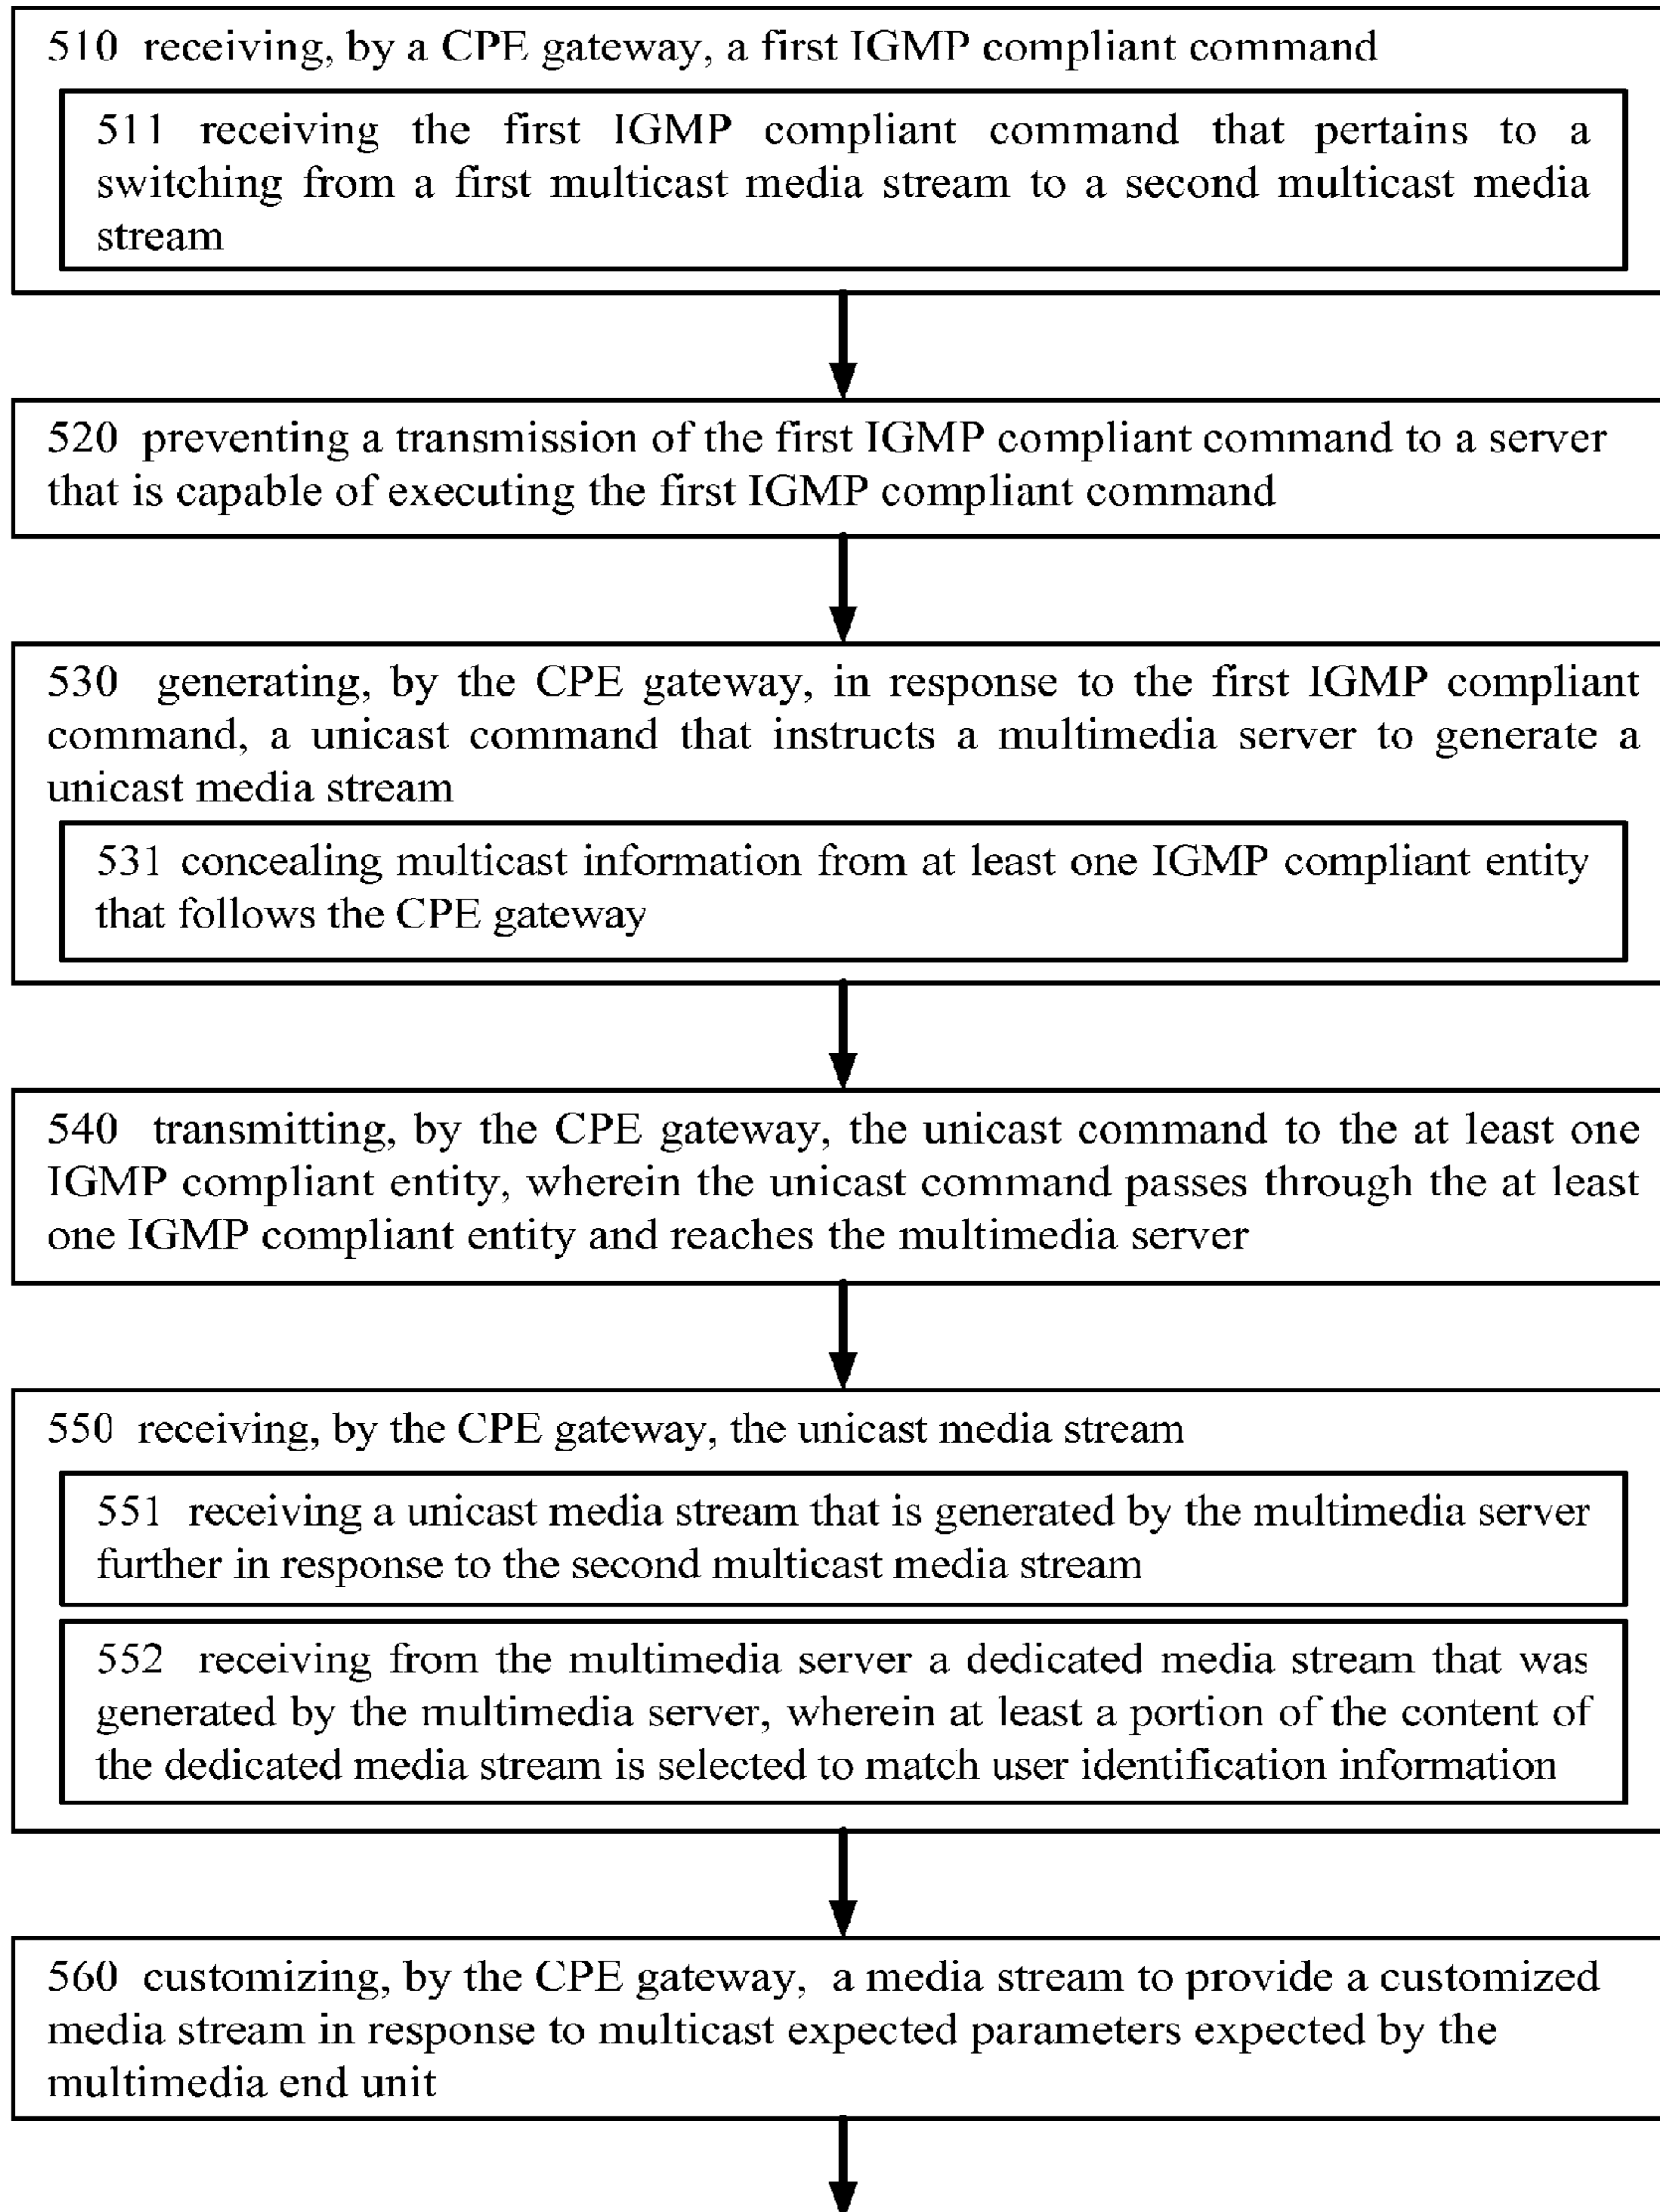 510 receiving, by a CPE gateway, a first IGMP compliant command
511 receiving the first IGMP compliant command that pertains to a
switching from a first multicast media stream to a second multicast media
stream
520 preventing a transmission of the first IGMP compliant command to a server
that is capable of executing the first IGMP compliant command
530 generating, by the CPE gateway, in response to the first IGMP compliant
command, a unicast command that instructs a multimedia server to generate a
unicast media stream
531 concealing multicast information from at least one IGMP compliant entity
that follows the CPE gateway
540 transmitting, by the CPE gateway, the unicast command to the at least one
IGMP compliant entity, wherein the unicast command passes through the at least
one IGMP compliant entity and reaches the multimedia server
550 receiving, by the CPE gateway, the unicast media stream
551 receiving a unicast media stream that is generated by the multimedia server
further in response to the second multicast media stream
552 receiving from the multimedia server a dedicated media stream that was
generated by the multimedia server, wherein at least a portion of the content of
the dedicated media stream is selected to match user identification information
560 customizing, by the CPE gateway, a media stream to provide a customized
media stream in response to multicast expected parameters expected by the
multimedia end unit